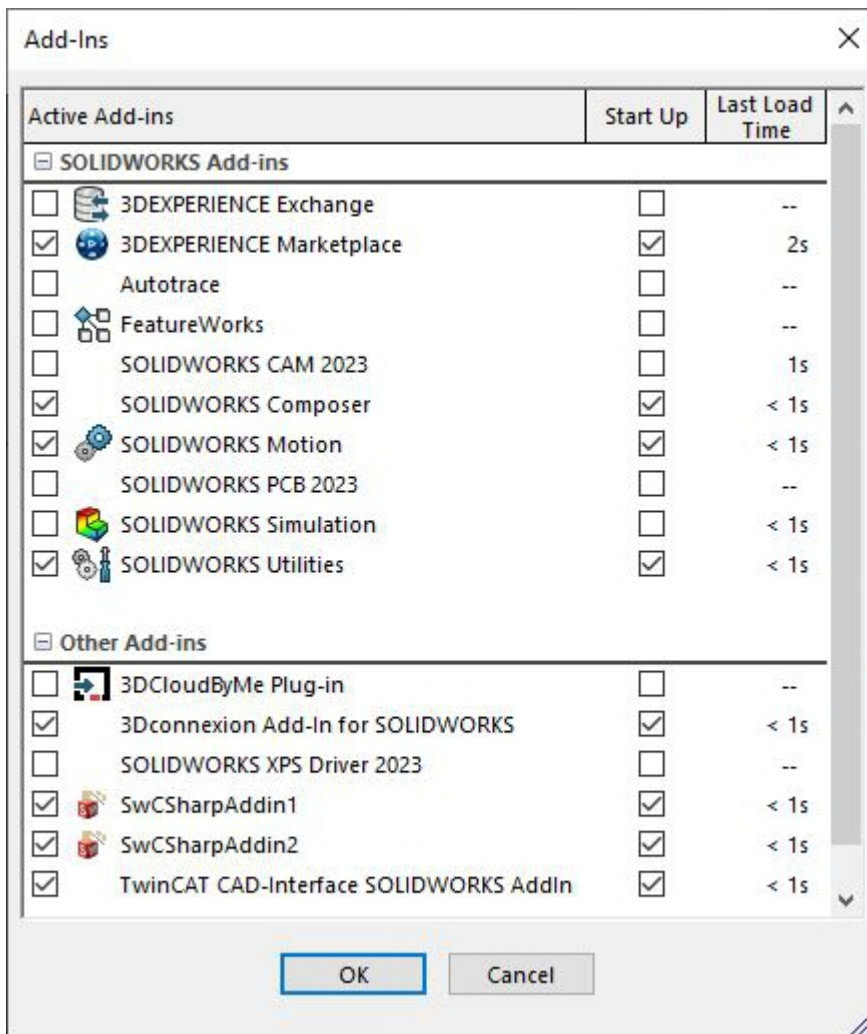 Add-Ins
Active Add-ins Start Up Last Load Time
SOLIDWORKS Add-ins
3DEXPERIENCE Exchange --
3DEXPERIENCE Marketplace 2s
Autotrace --
FeatureWorks --
SOLIDWORKS CAM 2023 1s
SOLIDWORKS Composer < 1s
SOLIDWORKS Motion < 1s
SOLIDWORKS PCB 2023 --
SOLIDWORKS Simulation < 1s
SOLIDWORKS Utilities < 1s
Other Add-ins
3DCloudByMe Plug-in --
3Dconnexion Add-In for SOLIDWORKS < 1s
SOLIDWORKS XPS Driver 2023 --
SwCSharpAddin1 < 1s
SwCSharpAddin2 < 1s
TwinCAT CAD-Interface SOLIDWORKS AddIn < 1s
OK Cancel